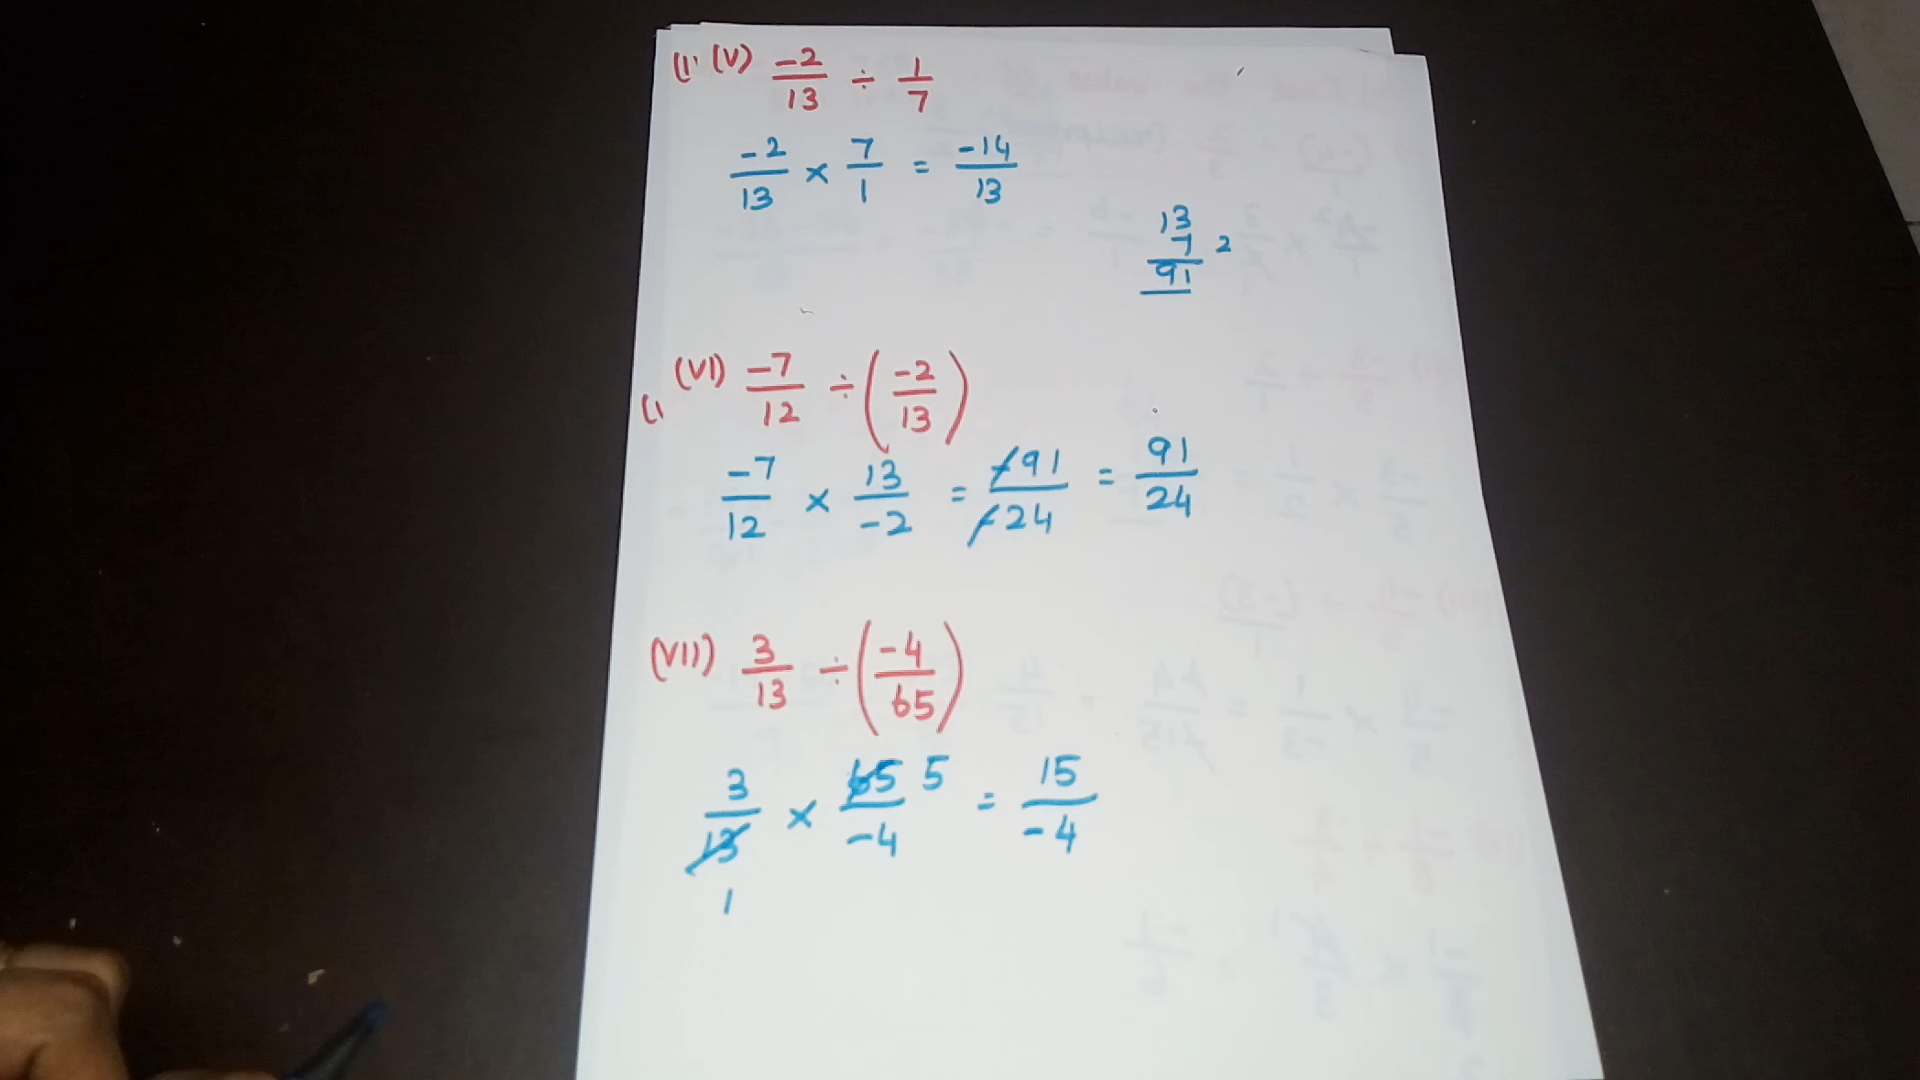 (i (V) -2/13 ÷ 1/7
-2/13 × 7/1 = -14/13
13
7 2
91
(i (VI) -7/12 ÷ (-2/13)
-7/12 × 13/-2 = -91/-24 = 91/24
(VII) 3/13 ÷ (-4/65)
3/13 × 65/-4 5 = 15/-4
1